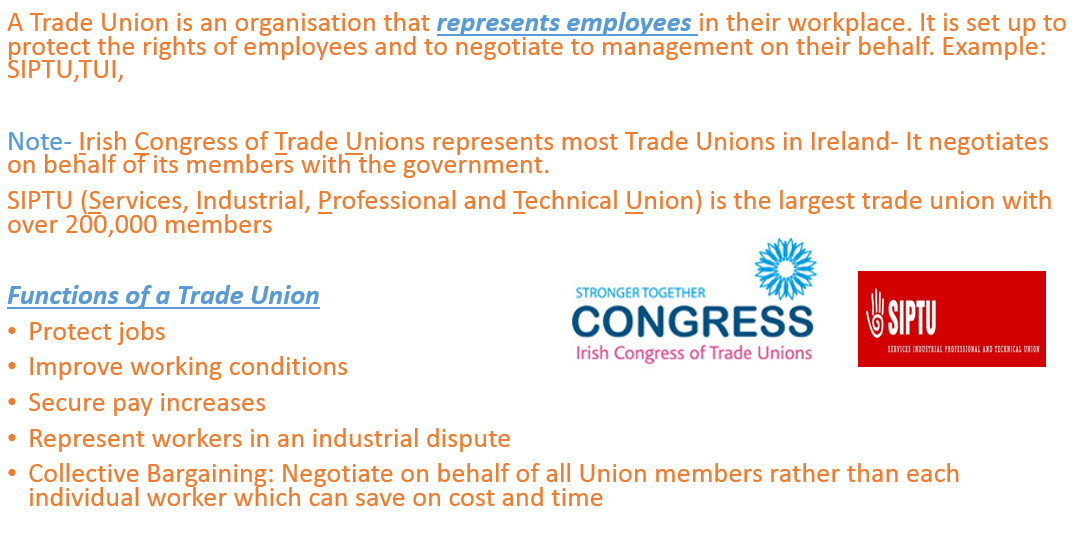 A Trade Union is an organisation that represents employees in their workplace. It is set up to
protect the rights of employees and to negotiate to management on their behalf. Example:
SIPTU,TUI,
Note- Irish Congress of Trade Unions represents most Trade Unions in Ireland- It negotiates
on behalf of its members with the government.
SIPTU (Services, Industrial, Professional and Technical Union) is the largest trade union with
over 200,000 members
Functions of a Trade Union
• Protect jobs
• Improve working conditions
• Secure pay increases
• Represent workers in an industrial dispute
• Collective Bargaining: Negotiate on behalf of all Union members rather than each
individual worker which can save on cost and time
STRONGER TOGETHER
CONGRESS
Irish Congress of Trade Unions
SIPTU
SERVICES INDUSTRIAL PROFESSIONAL AND TECHNICAL UNION